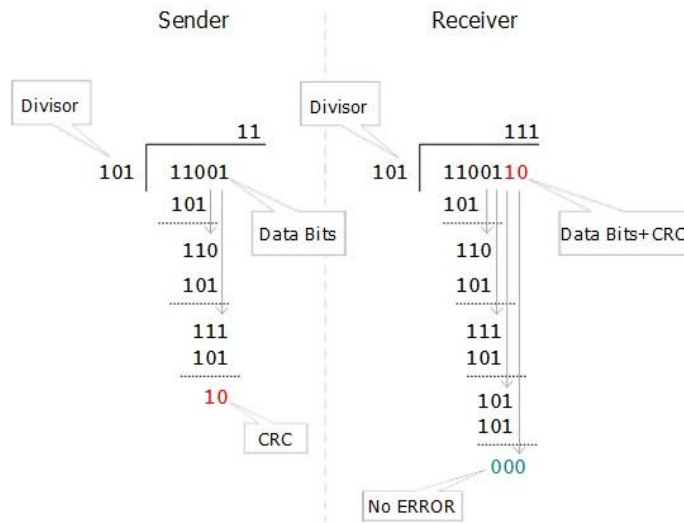 Sender
Receiver
Divisor
11
101
11001
101
Data Bits
110
101
111
101
10
CRC
Divisor
111
101
1100110
101
Data Bits+CRC
110
101
111
101
101
101
000
No ERROR